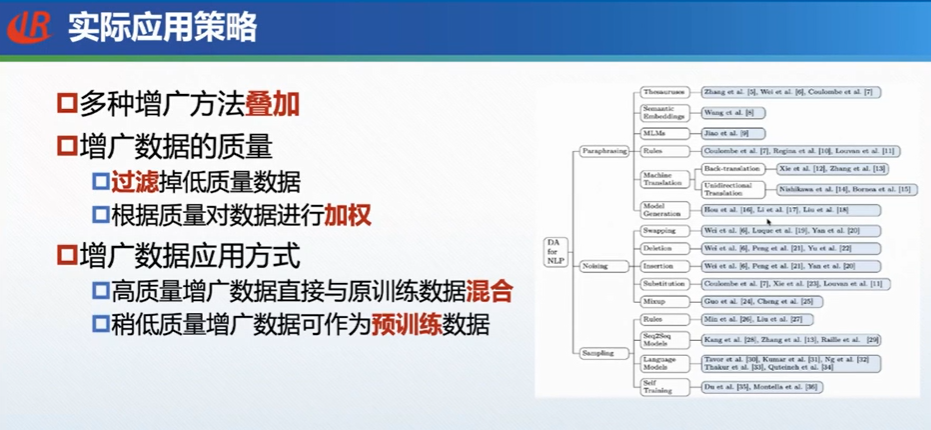 实际应用策略
多种增广方法叠加
增广数据的质量
过滤掉低质量数据
根据质量对数据进行加权
增广数据应用方式
高质量增广数据直接与原训练数据混合
稍低质量增广数据可作为预训练数据
DA
for
NLP
Paraphrasing
Thesauruses
Zhang et al. [5], Wei et al. [6], Coulombe et al. [7]
Semantic
Embeddings
Wang et al. [8]
MLMs
Jiao et al. [9]
Rules
Coulombe et al. [7], Regina et al. [10], Louvan et al. [11]
Machine
Translation
Back-translation
Xie et al. [12], Zhang et al. [13]
Unidirectional
Translation
Nishikawa et al. [14], Bornea et al. [15]
Model
Generation
Hou et al. [16], Li et al. [17], Liu et al. [18]
Noising
Swapping
Wei et al. [6], Luque et al. [19], Yan et al. [20]
Deletion
Wei et al. [6], Peng et al. [21], Yu et al. [22]
Insertion
Wei et al. [6], Peng et al. [21], Yan et al. [20]
Substitution
Coulombe et al. [7], Xie et al. [23], Louvan et al. [11]
Mixup
Guo et al. [24], Cheng et al. [25]
Sampling
Rules
Min et al. [26], Liu et al. [27]
Seq2Seq
Models
Kang et al. [28], Zhang et al. [13], Raille et al. [29]
Language
Models
Tavor et al. [30], Kumar et al. [31], Ng et al. [32]
Thakur et al. [33], Quteineh et al. [34]
Self
Training
Du et al. [35], Montella et al. [36]